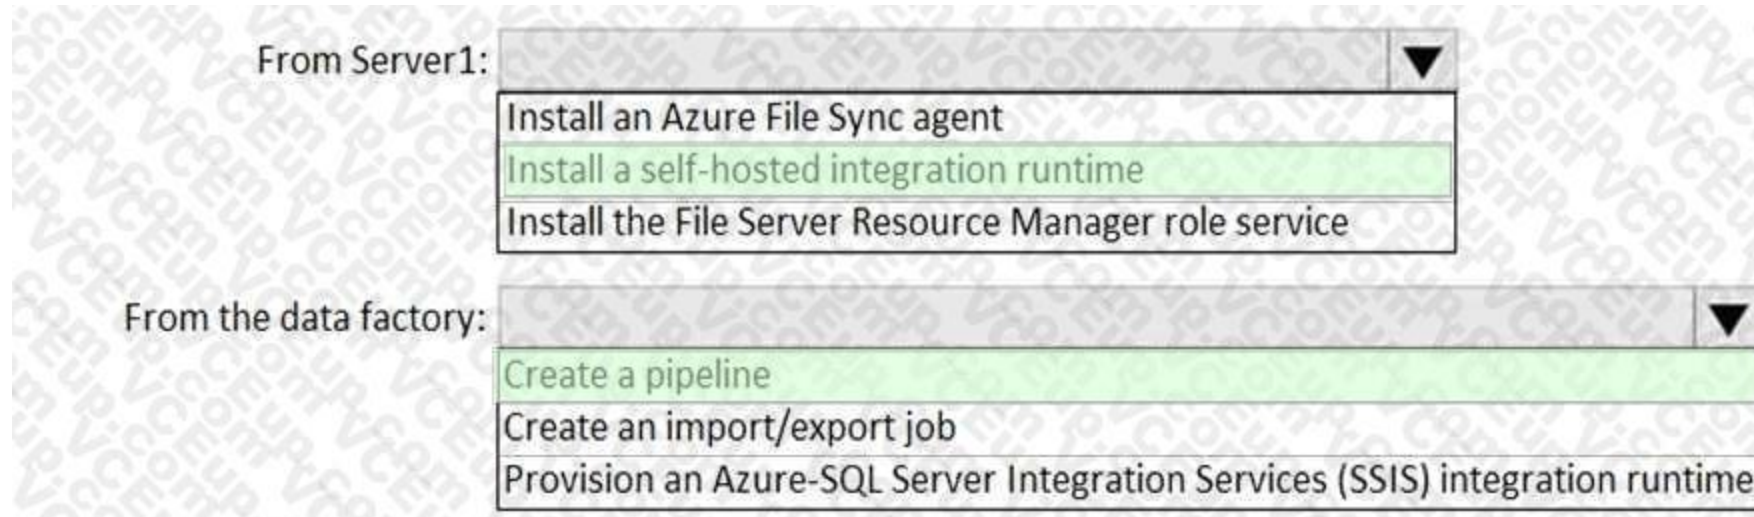 From Server1:
Install an Azure File Sync agent
Install a self-hosted integration runtime
Install the File Server Resource Manager role service
From the data factory:
Create a pipeline
Create an import/export job
Provision an Azure-SQL Server Integration Services (SSIS) integration runtime